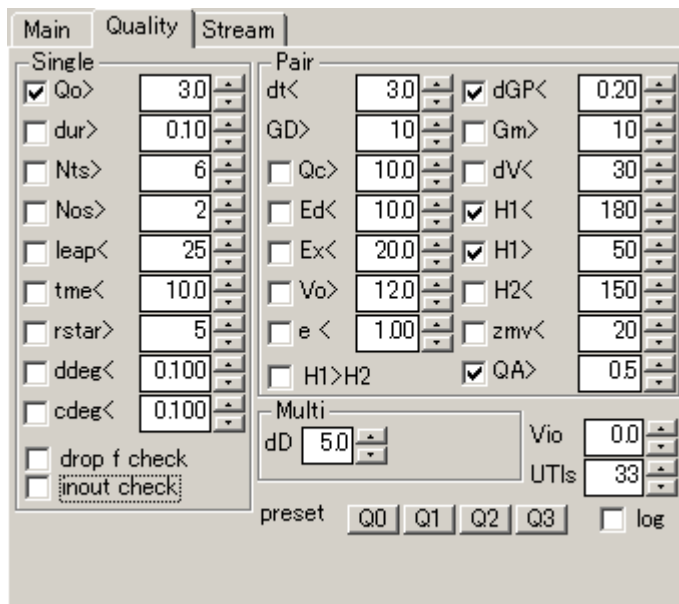 Main Quality Stream
Single
Qo> 3.0
dur> 0.10
Nts> 6
Nos> 2
leap< 25
tme< 10.0
rstar> 5
ddeg< 0.100
cdeg< 0.100
drop f check
inout check
Pair
dt< 3.0 dGP< 0.20
GD> 10 Gm> 10
Qc> 10.0 dV< 30
Ed< 10.0 H1< 180
Ex< 20.0 H1> 50
Vo> 12.0 H2< 150
e < 1.00 zmv< 20
H1>H2 QA> 0.5
Multi
dD 5.0
Vio 0.0
UTls 33
preset Q0 Q1 Q2 Q3 log